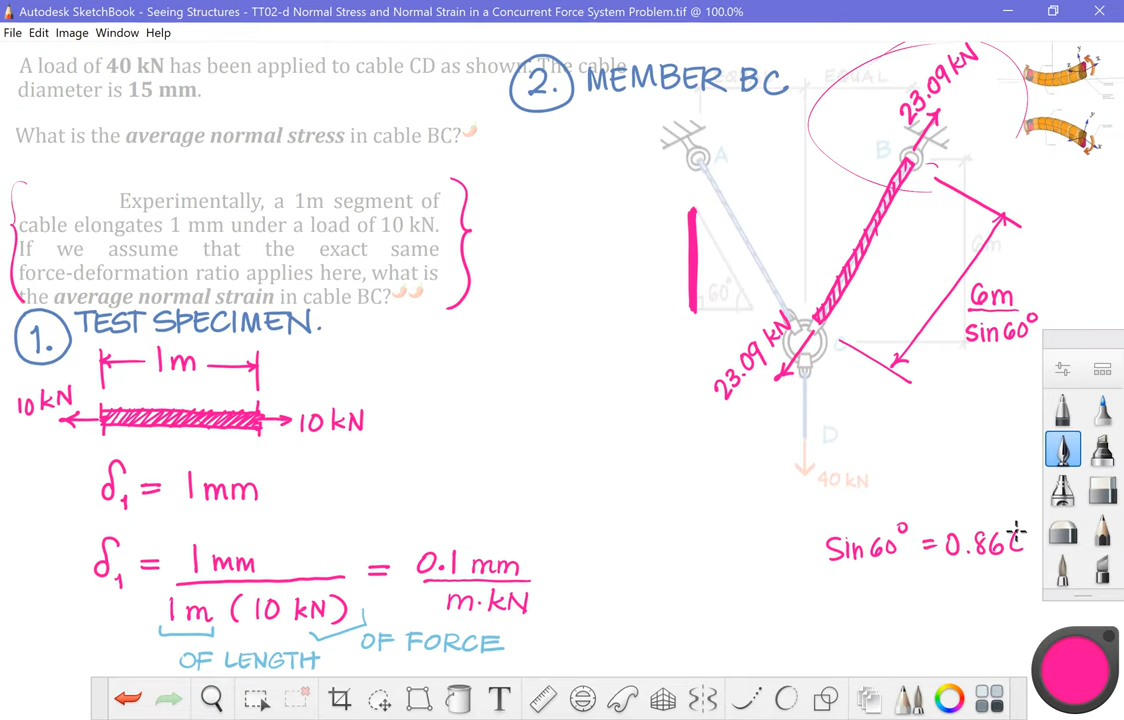 Autodesk SketchBook - Seeing Structures - TT02-d Normal Stress and Normal Strain in a Concurrent Force System Problem.tif @ 100.0%
File Edit Image Window Help
A load of 40 kN has been applied to cable CD as shown. The cable
diameter is 15 mm.
What is the average normal stress in cable BC?
Experimentally, a 1m segment of
cable elongates 1 mm under a load of 10 kN.
If we assume that the exact same
force-deformation ratio applies here, what is
the average normal strain in cable BC?
1. TEST SPECIMEN.
1m
10 kN
10 kN
δ1 = 1 mm
δ1 = 1 mm / 1m (10 kN) = 0.1 mm / m·kN
OF LENGTH
OF FORCE
2. MEMBER BC
EQUAL
EQUAL
23.09 kN
A
B
6m
60°
6m / sin60°
23.09 kN
D
40 kN
Sin60° = 0.866
T